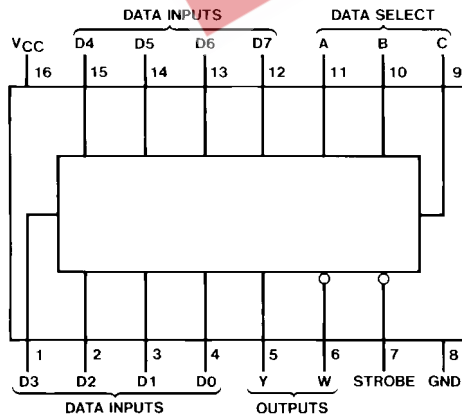 DATA INPUTS DATA SELECT
VCC D4 D5 D6 D7 A B C
16 15 14 13 12 11 10 9
1 2 3 4 5 6 7 8
D3 D2 D1 D0 Y W STROBE GND
DATA INPUTS OUTPUTS